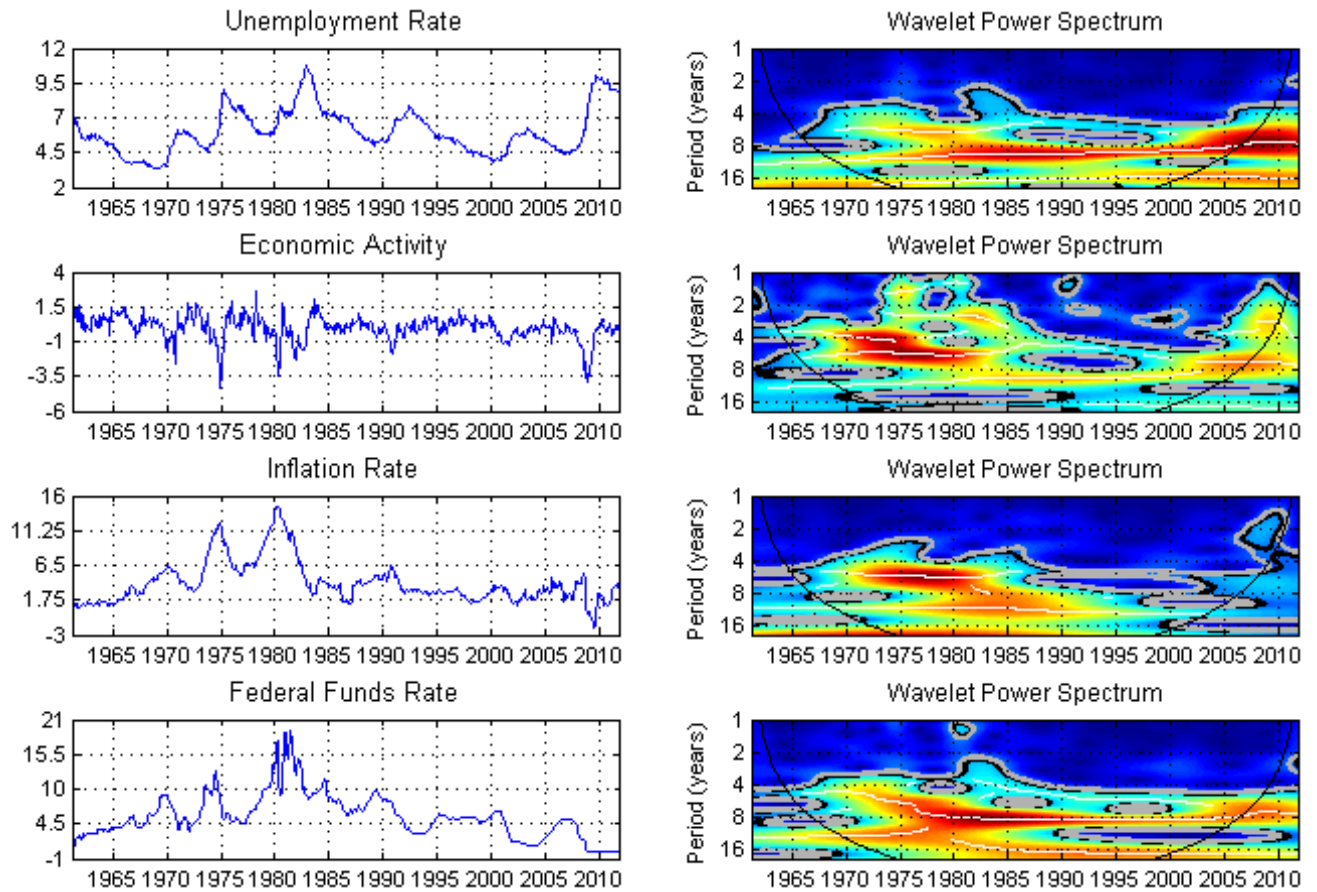 Unemployment Rate
12
9.5
7
4.5
2
1965 1970 1975 1980 1985 1990 1995 2000 2005 2010
Wavelet Power Spectrum
Period (years)
1
2
4
8
16
1965 1970 1975 1980 1985 1990 1995 2000 2005 2010
Economic Activity
4
1.5
-1
-3.5
-6
1965 1970 1975 1980 1985 1990 1995 2000 2005 2010
Wavelet Power Spectrum
Period (years)
1
2
4
8
16
1965 1970 1975 1980 1985 1990 1995 2000 2005 2010
Inflation Rate
16
11.25
6.5
1.75
-3
1965 1970 1975 1980 1985 1990 1995 2000 2005 2010
Wavelet Power Spectrum
Period (years)
1
2
4
8
16
1965 1970 1975 1980 1985 1990 1995 2000 2005 2010
Federal Funds Rate
21
15.5
10
4.5
-1
1965 1970 1975 1980 1985 1990 1995 2000 2005 2010
Wavelet Power Spectrum
Period (years)
1
2
4
8
16
1965 1970 1975 1980 1985 1990 1995 2000 2005 2010